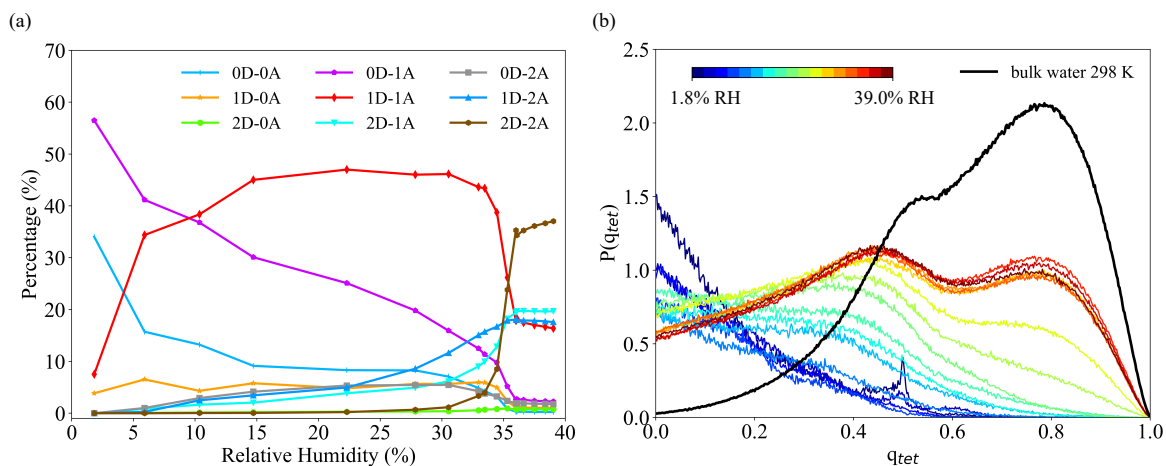 (a)
70
60
50
40
30
20
10
0
Percentage (%)
0D-0A 0D-1A 0D-2A
1D-0A 1D-1A 1D-2A
2D-0A 2D-1A 2D-2A
0 5 10 15 20 25 30 35 40
Relative Humidity (%)
(b)
2.5
2.0
1.5
1.0
0.5
0.0
P(qtet)
1.8% RH 39.0% RH
bulk water 298 K
0.0 0.2 0.4 0.6 0.8 1.0
qtet